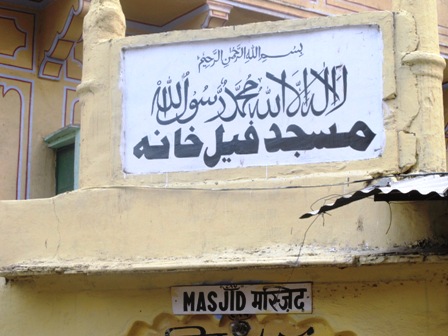 بسم الله الرحمن الرحيم
لا اله الا الله محمد رسول الله
مسجد فیل خانہ
MASJID मस्जिद